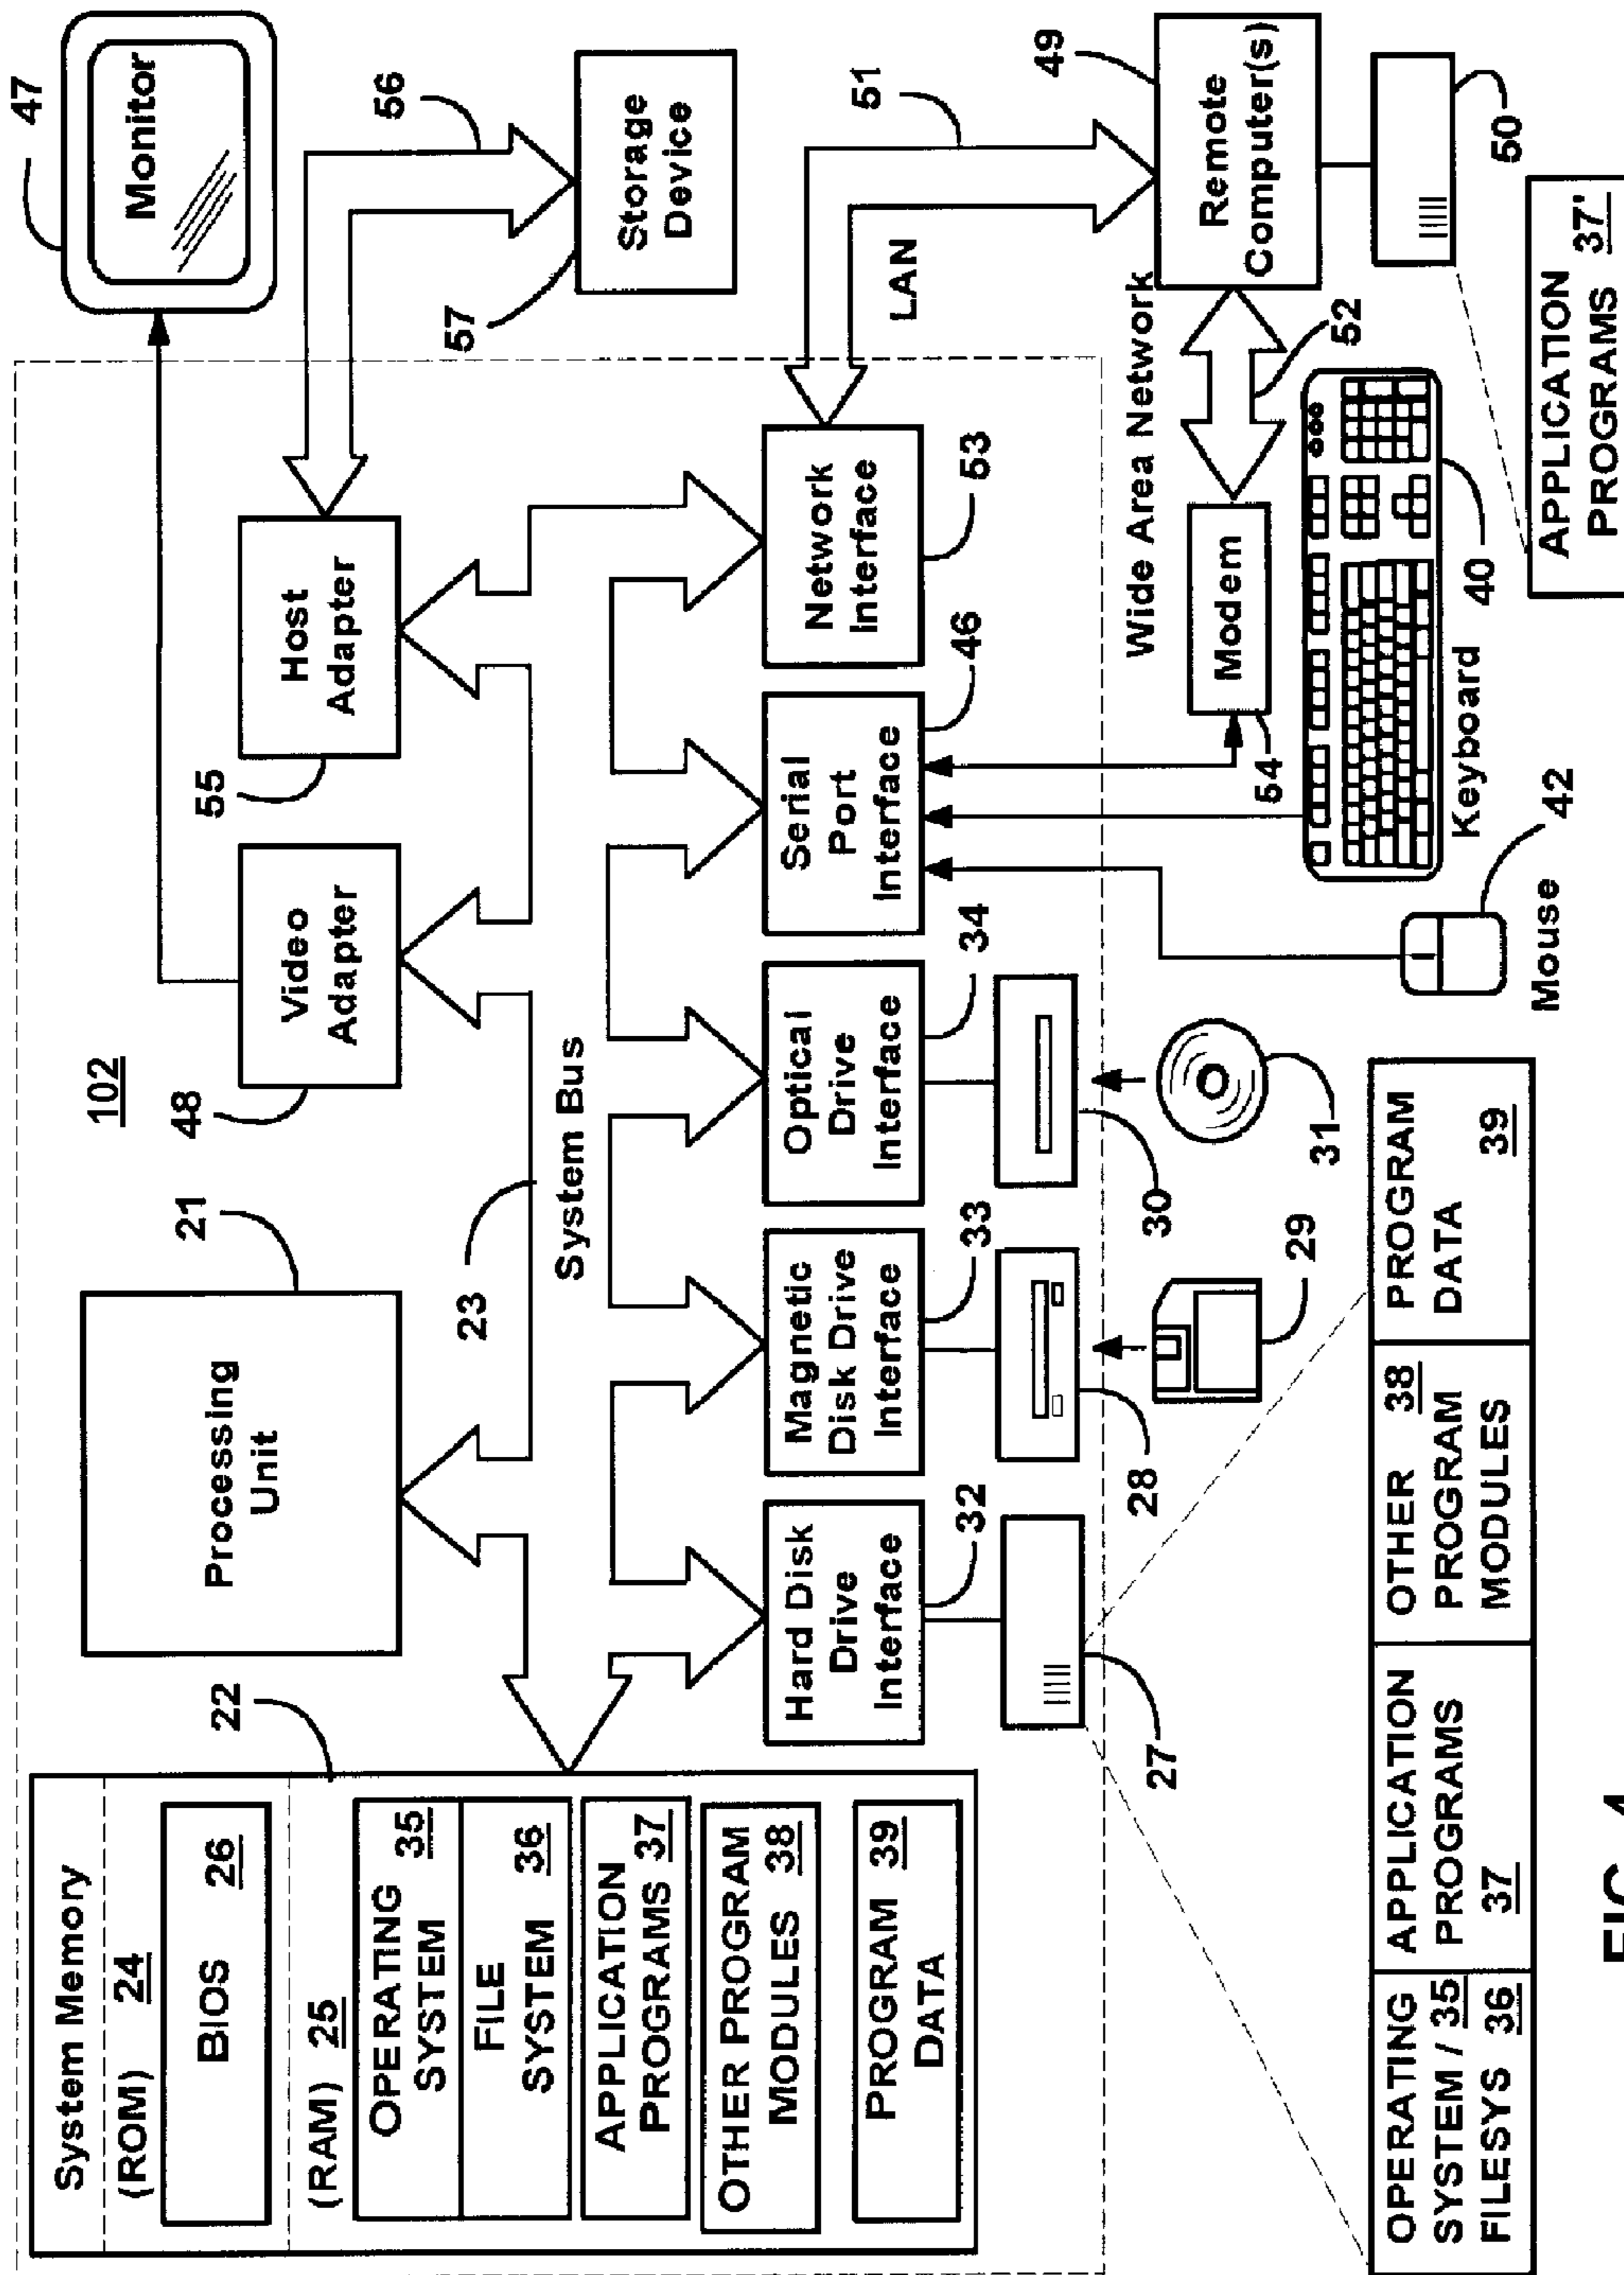 System Memory
(ROM) 24
BIOS 26
(RAM) 25
OPERATING
SYSTEM 35
FILE
SYSTEM 36
APPLICATION
PROGRAMS 37
OTHER PROGRAM
MODULES 38
PROGRAM 39
DATA
22
Processing
Unit
21
102
Video
Adapter
48
Host
Adapter
55
47
Monitor
23
System Bus
56
57
Storage
Device
Hard Disk
Drive
Interface
32
Magnetic
Disk Drive
Interface
33
Optical
Drive
Interface
34
Serial
Port
Interface
46
Network
Interface
53
LAN
51
27
28
29
30
31
Wide Area Network
52
Modem
54
49
Remote
Computer(s)
50
40
Keyboard
42
Mouse
OPERATING
SYSTEM / 35
FILESYS 36
APPLICATION
PROGRAMS
37
OTHER 38
PROGRAM
MODULES
PROGRAM
DATA
39
APPLICATION
PROGRAMS 37'